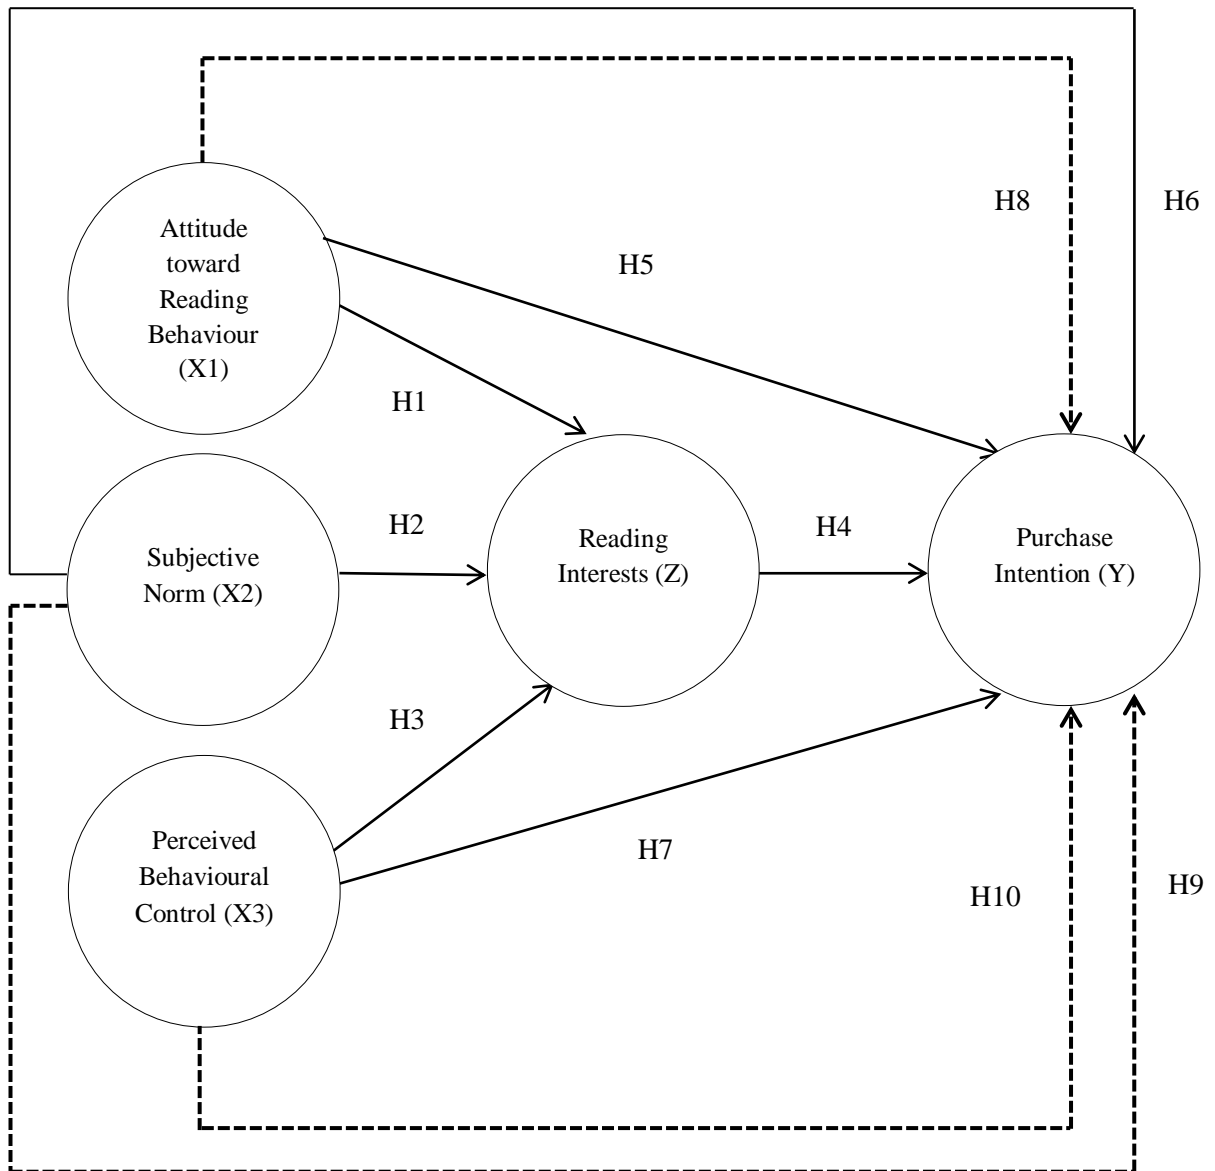 H8
H6
Attitude
toward
Reading
Behaviour
(X1)
H5
H1
H2
Subjective
Norm (X2)
Reading
Interests (Z)
H4
Purchase
Intention (Y)
H3
Perceived
Behavioural
Control (X3)
H7
H10
H9